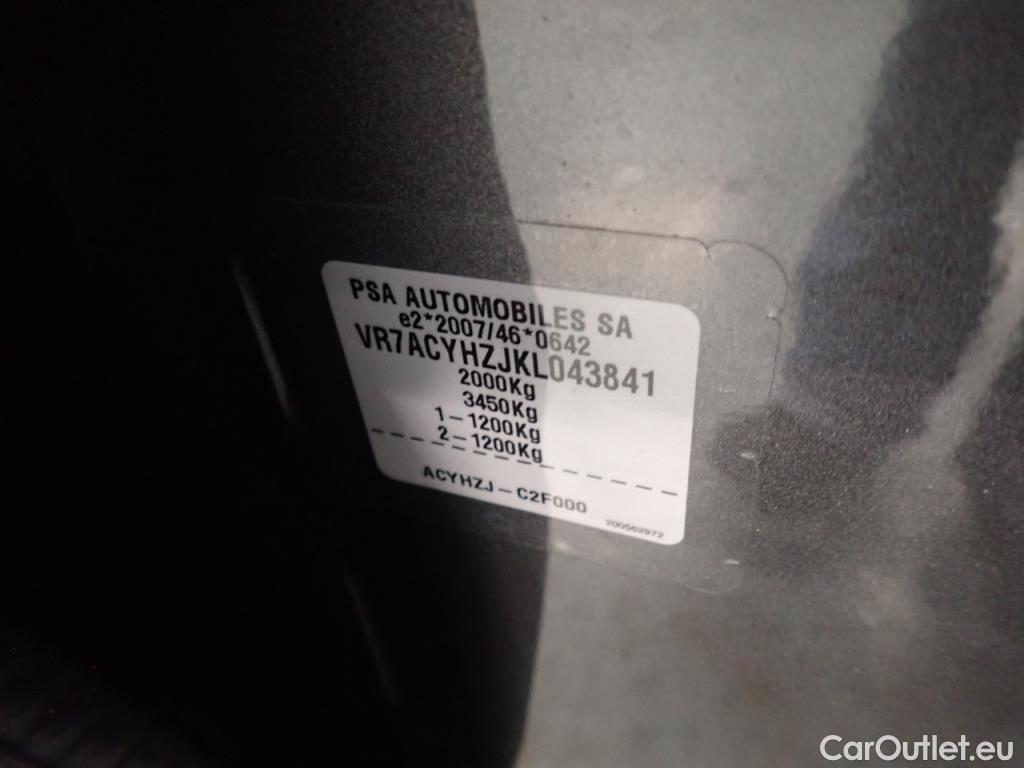 PSA AUTOMOBILES SA
e2*2007/46*0642
VR7ACYHZJKL043841
2000Kg
3450Kg
1-1200Kg
2-1200Kg
ACYHZJ-C2F000
200562972
CarOutlet.eu